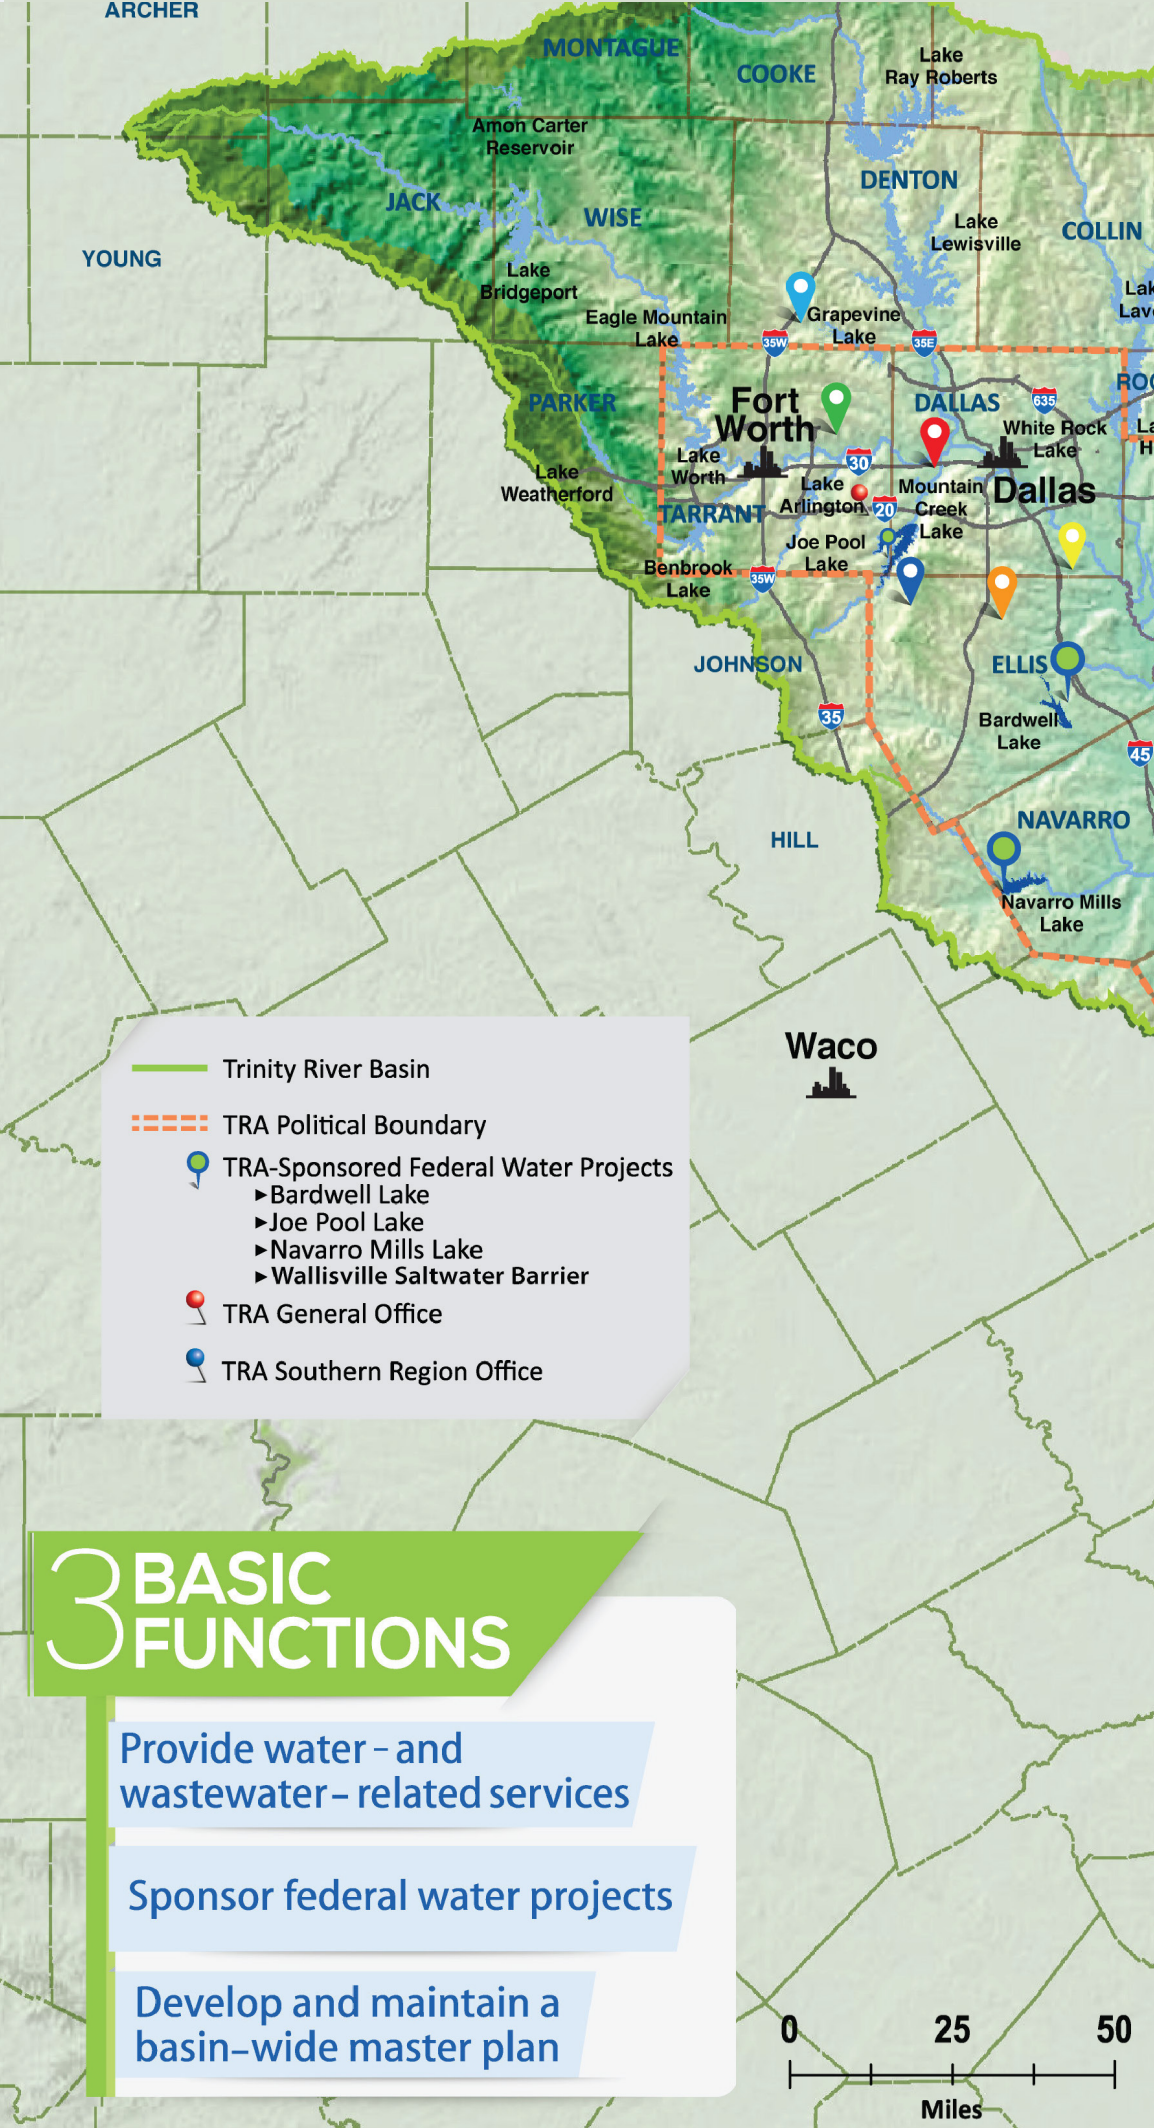 ARCHER
MONTAGUE
COOKE
Lake
Ray Roberts
Amon Carter
Reservoir
DENTON
JACK
WISE
Lake
Lewisville
COLLIN
YOUNG
Lake
Bridgeport
Lak
Lav
Eagle Mountain
Lake
Grapevine
Lake
35W
35E
ROC
PARKER
Fort
Worth
DALLAS
635
White Rock
Lake
La
H
Lake
Worth
30
Lake
Weatherford
Lake
Arlington
Mountain
Creek
Lake
Dallas
TARRANT
20
Joe Pool
Lake
Benbrook
Lake
35W
JOHNSON
ELLIS
35
Bardwell
Lake
45
NAVARRO
HILL
Navarro Mills
Lake
Waco
Trinity River Basin
TRA Political Boundary
TRA-Sponsored Federal Water Projects
▸Bardwell Lake
▸Joe Pool Lake
▸Navarro Mills Lake
▸Wallisville Saltwater Barrier
TRA General Office
TRA Southern Region Office
3 BASIC
FUNCTIONS
Provide water – and
wastewater – related services
Sponsor federal water projects
Develop and maintain a
basin–wide master plan
0 25 50
Miles